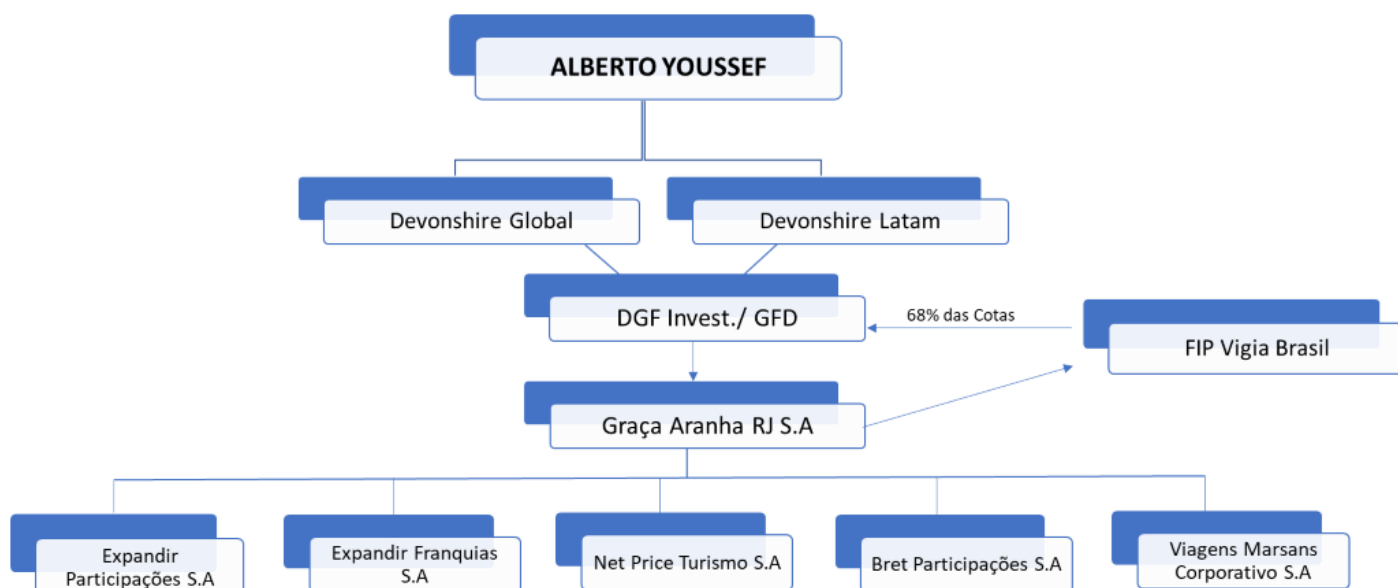 ALBERTO YOUSSEF
Devonshire Global
Devonshire Latam
DGF Invest./ GFD
68% das Cotas
FIP Vigia Brasil
Graça Aranha RJ S.A
Expandir
Participações S.A
Expandir Franquias
S.A
Net Price Turismo S.A
Bret Participações S.A
Viagens Marsans
Corporativo S.A